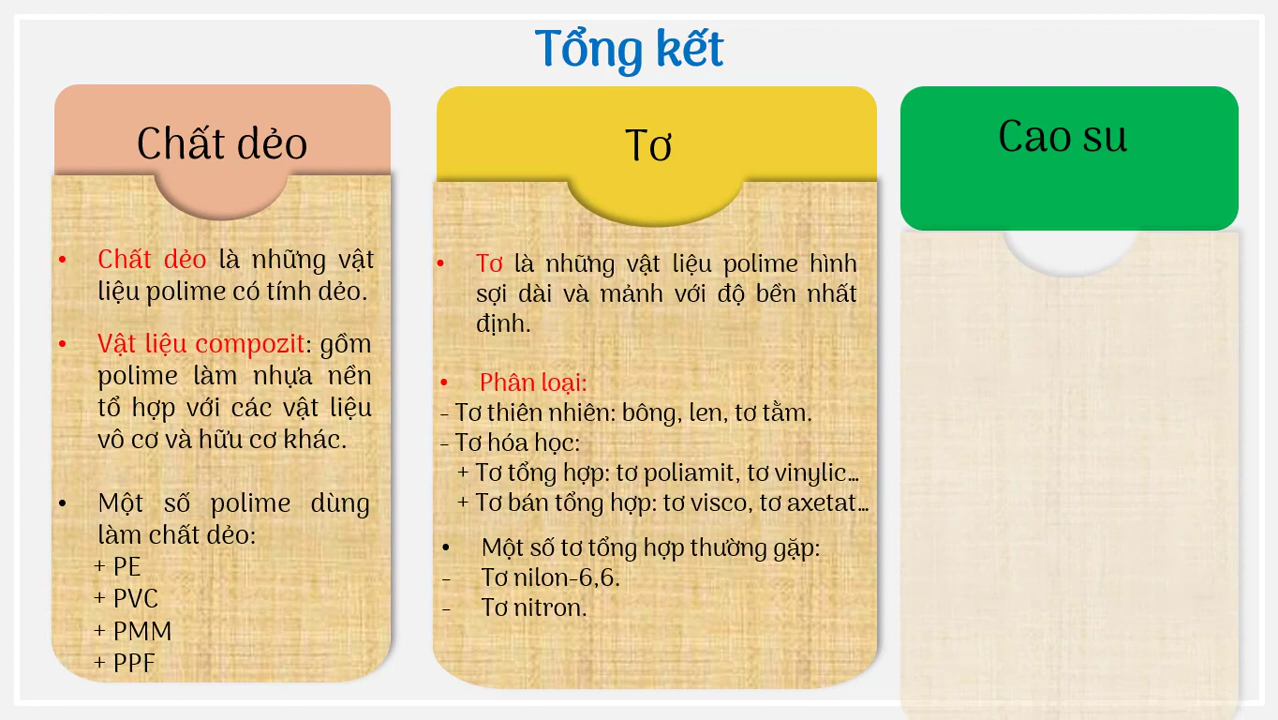 Tổng kết
Chất dẻo
• Chất dẻo là những vật
liệu polime có tính dẻo.
• Vật liệu compozit: gồm
polime làm nhựa nền
tổ hợp với các vật liệu
vô cơ và hữu cơ khác.
• Một số polime dùng
làm chất dẻo:
+ PE
+ PVC
+ PMM
+ PPF
Tơ
• Tơ là những vật liệu polime hình
sợi dài và mảnh với độ bền nhất
định.
• Phân loại:
- Tơ thiên nhiên: bông, len, tơ tằm.
- Tơ hóa học:
+ Tơ tổng hợp: tơ poliamit, tơ vinylic...
+ Tơ bán tổng hợp: tơ visco, tơ axetat...
• Một số tơ tổng hợp thường gặp:
- Tơ nilon-6,6.
- Tơ nitron.
Cao su